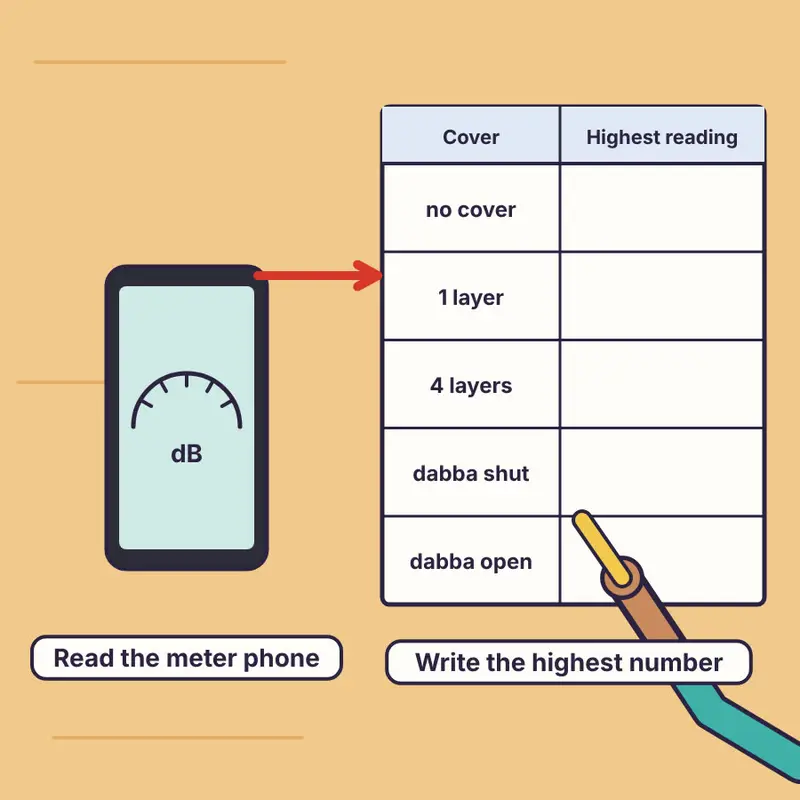 Cover
Highest reading
no cover
1 layer
4 layers
dabba shut
dabba open
dB
Read the meter phone
Write the highest number